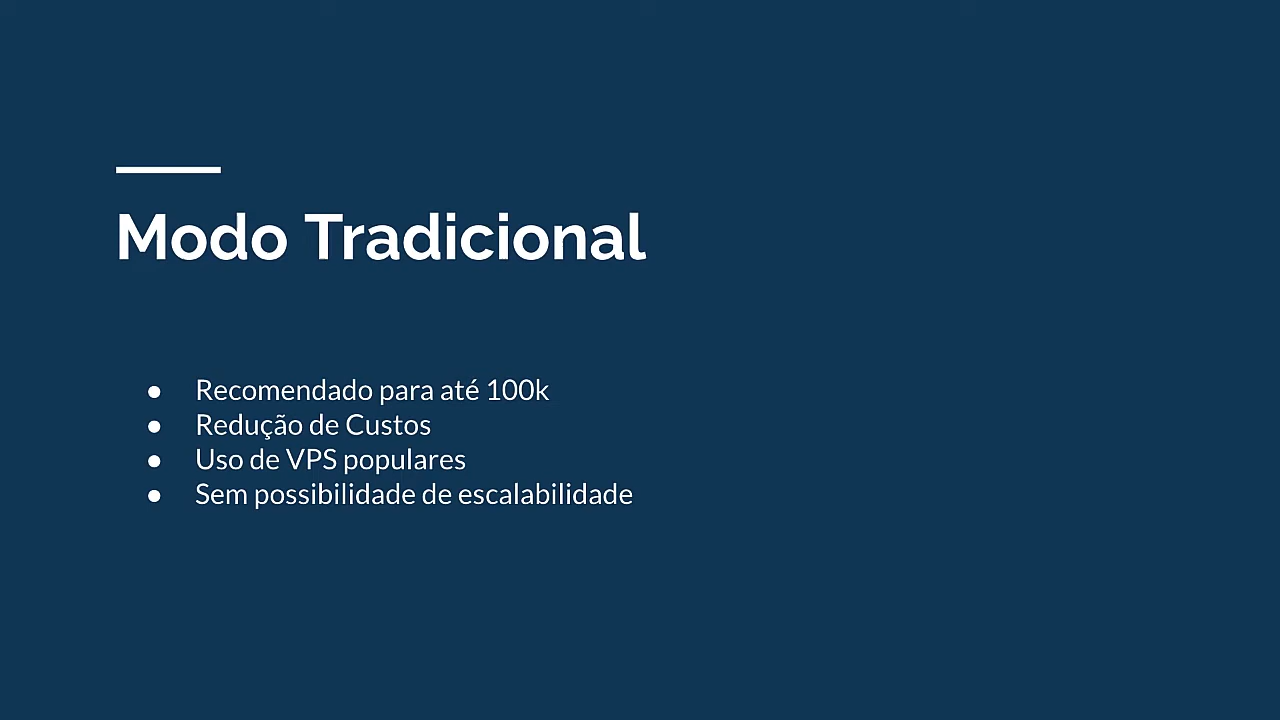 Modo Tradicional
● Recomendado para até 100k
● Redução de Custos
● Uso de VPS populares
● Sem possibilidade de escalabilidade